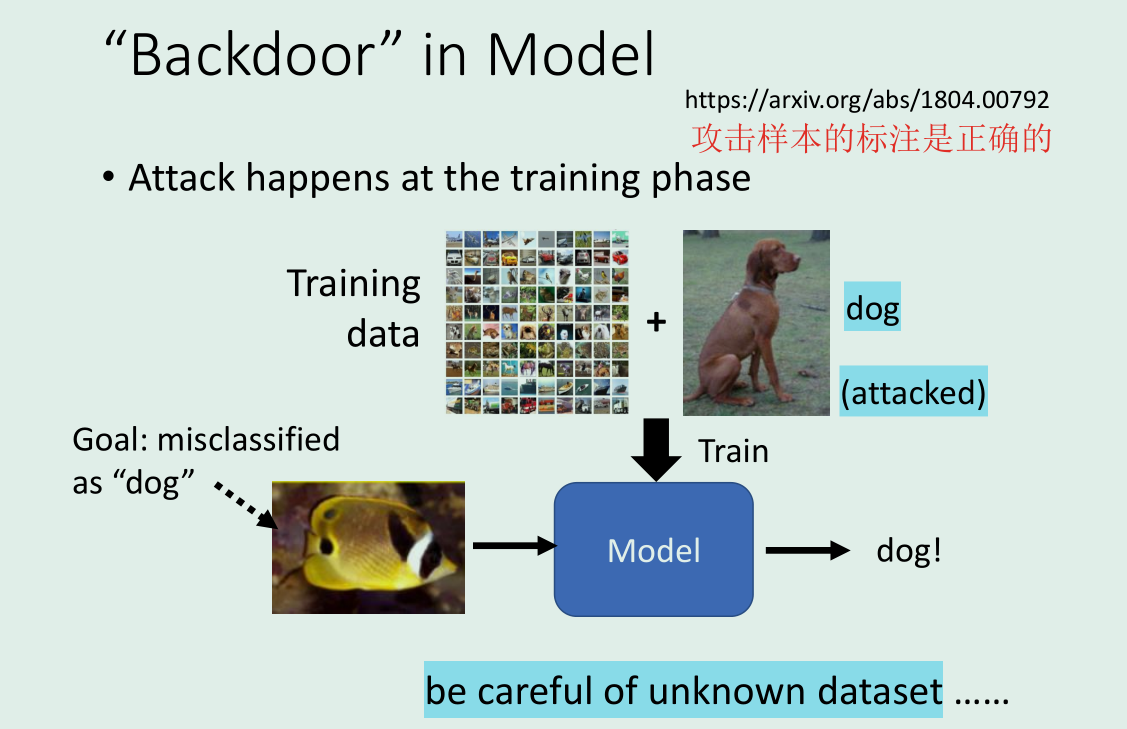 “Backdoor” in Model
https://arxiv.org/abs/1804.00792
攻击样本的标注是正确的
• Attack happens at the training phase
Training
data
+
dog
(attacked)
Train
Goal: misclassified
as “dog”
Model
dog!
be careful of unknown dataset ......